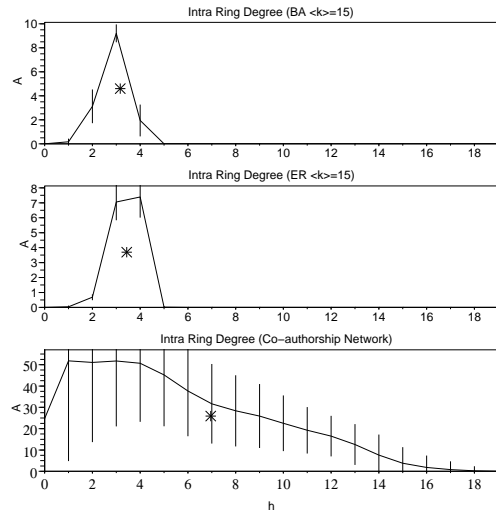 Intra Ring Degree (BA <k>=15)
10
8
6
4
2
0
A
0 2 4 6 8 10 12 14 16 18
Intra Ring Degree (ER <k>=15)
8
7
6
5
4
3
2
1
0
A
0 2 4 6 8 10 12 14 16 18
Intra Ring Degree (Co−authorship Network)
50
40
30
20
10
0
A
0 2 4 6 8 10 12 14 16 18
h